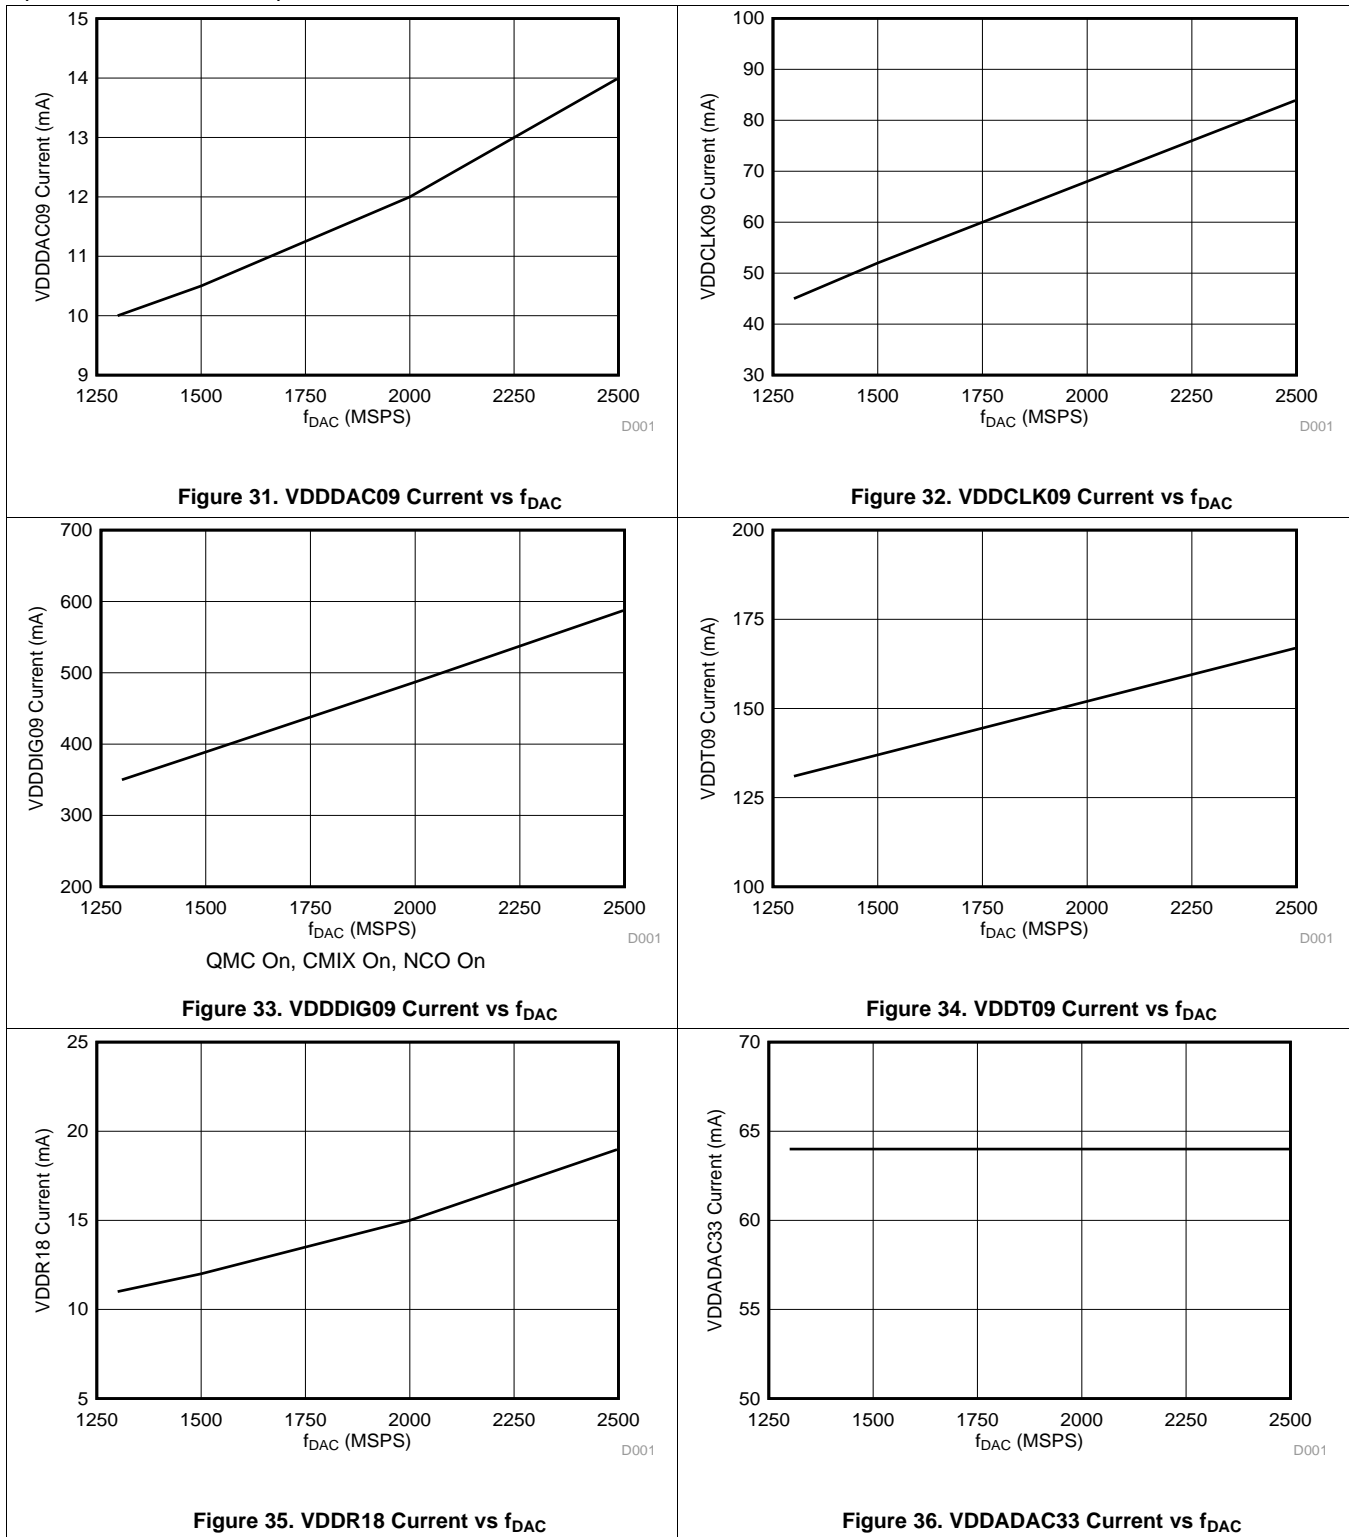 15
14
13
12
11
10
9
1250 1500 1750 2000 2250 2500
VDDDAC09 Current (mA)
fDAC (MSPS)
D001
Figure 31. VDDDAC09 Current vs fDAC
100
90
80
70
60
50
40
30
1250 1500 1750 2000 2250 2500
VDDCLK09 Current (mA)
fDAC (MSPS)
D001
Figure 32. VDDCLK09 Current vs fDAC
700
600
500
400
300
200
1250 1500 1750 2000 2250 2500
VDDDIG09 Current (mA)
fDAC (MSPS)
D001
QMC On, CMIX On, NCO On
Figure 33. VDDDIG09 Current vs fDAC
200
175
150
125
100
1250 1500 1750 2000 2250 2500
VDDT09 Current (mA)
fDAC (MSPS)
D001
Figure 34. VDDT09 Current vs fDAC
25
20
15
10
5
1250 1500 1750 2000 2250 2500
VDDR18 Current (mA)
fDAC (MSPS)
D001
Figure 35. VDDR18 Current vs fDAC
70
65
60
55
50
1250 1500 1750 2000 2250 2500
VDDADAC33 Current (mA)
fDAC (MSPS)
D001
Figure 36. VDDADAC33 Current vs fDAC